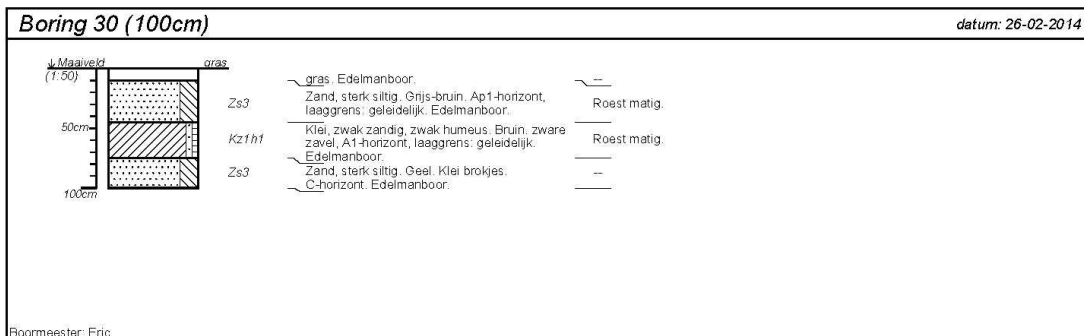 Boring 30 (100cm)
datum: 26-02-2014
↓ Maaiveld
gras
(1:50)
gras. Edelmanboor.
--
Zs3
Zand, sterk siltig. Grijs-bruin. Ap1-horizont,
laaggrens: geleidelijk. Edelmanboor.
Roest matig.
50cm
Kz1h1
Klei, zwak zandig, zwak humeus. Bruin. zware
zavel, A1-horizont, laaggrens: geleidelijk.
Edelmanboor.
Roest matig.
Zs3
Zand, sterk siltig. Geel. Klei brokjes.
C-horizont. Edelmanboor.
--
100cm
Boormeester: Eric